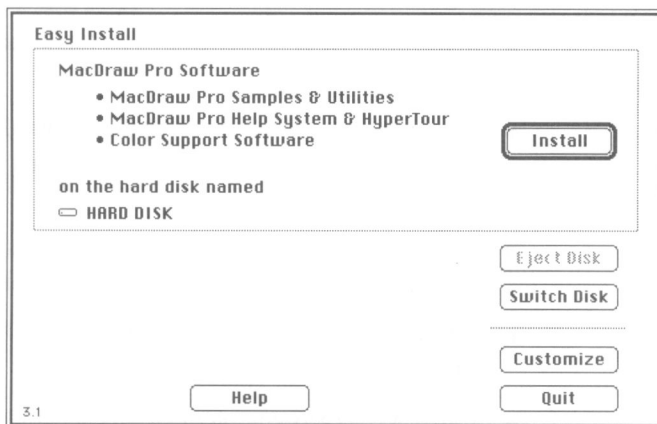 Easy Install
MacDraw Pro Software
• MacDraw Pro Samples & Utilities
• MacDraw Pro Help System & HyperTour
• Color Support Software
Install
on the hard disk named
HARD DISK
Eject Disk
Switch Disk
Customize
Help
Quit
3.1